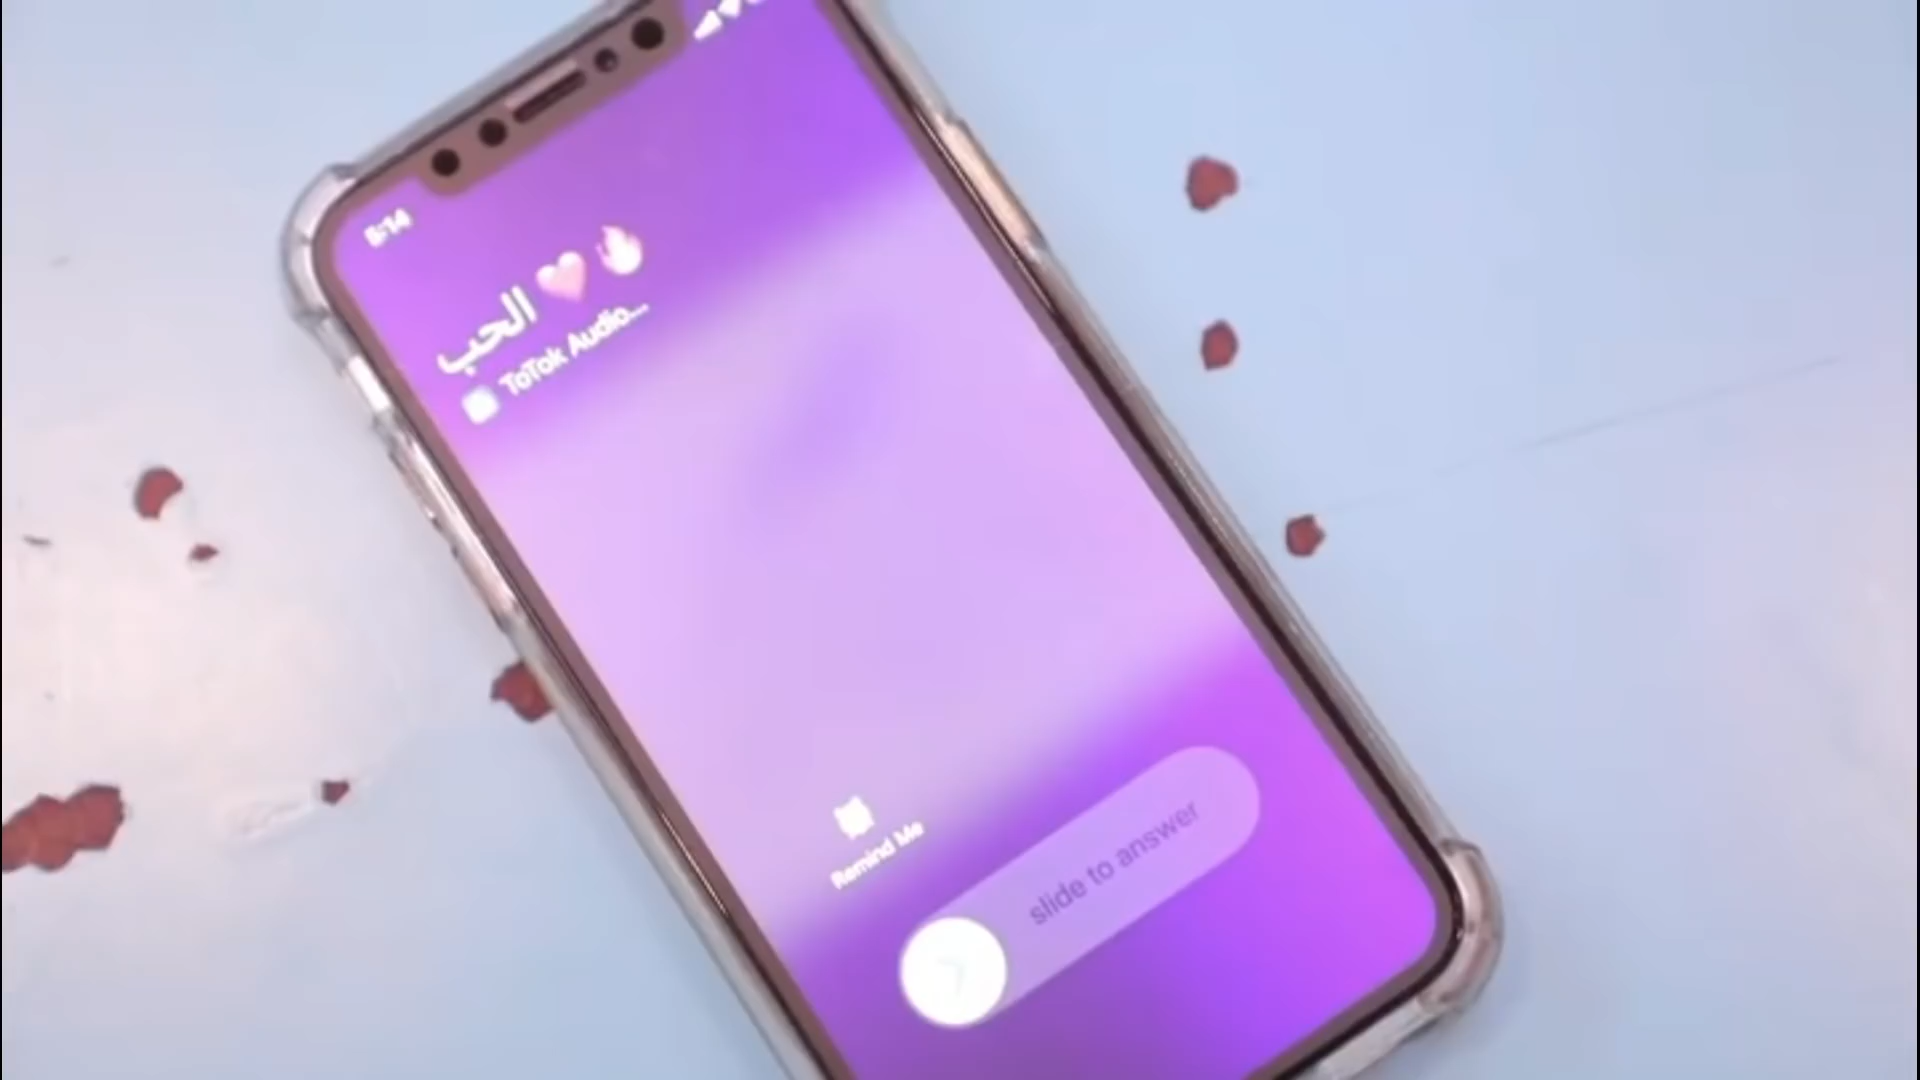 5:14
الحب 🩷 🔥
ToTok Audio...
Remind Me
slide to answer